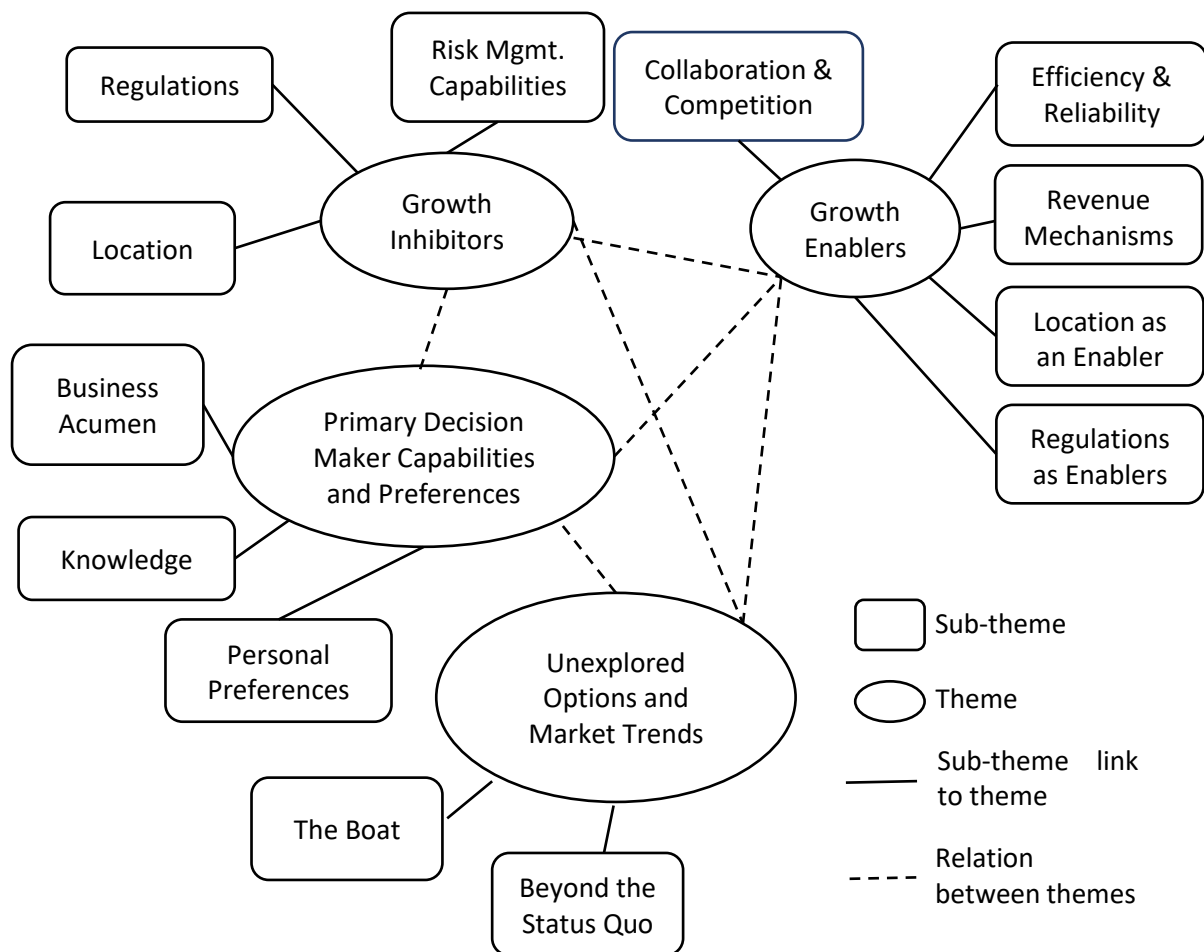 Regulations
Risk Mgmt.
Capabilities
Collaboration &
Competition
Efficiency &
Reliability
Location
Growth
Inhibitors
Growth
Enablers
Revenue
Mechanisms
Location as
an Enabler
Business
Acumen
Primary Decision
Maker Capabilities
and Preferences
Regulations
as Enablers
Knowledge
Personal
Preferences
Unexplored
Options and
Market Trends
The Boat
Beyond the
Status Quo
Sub-theme
Theme
Sub-theme link
to theme
Relation
between themes